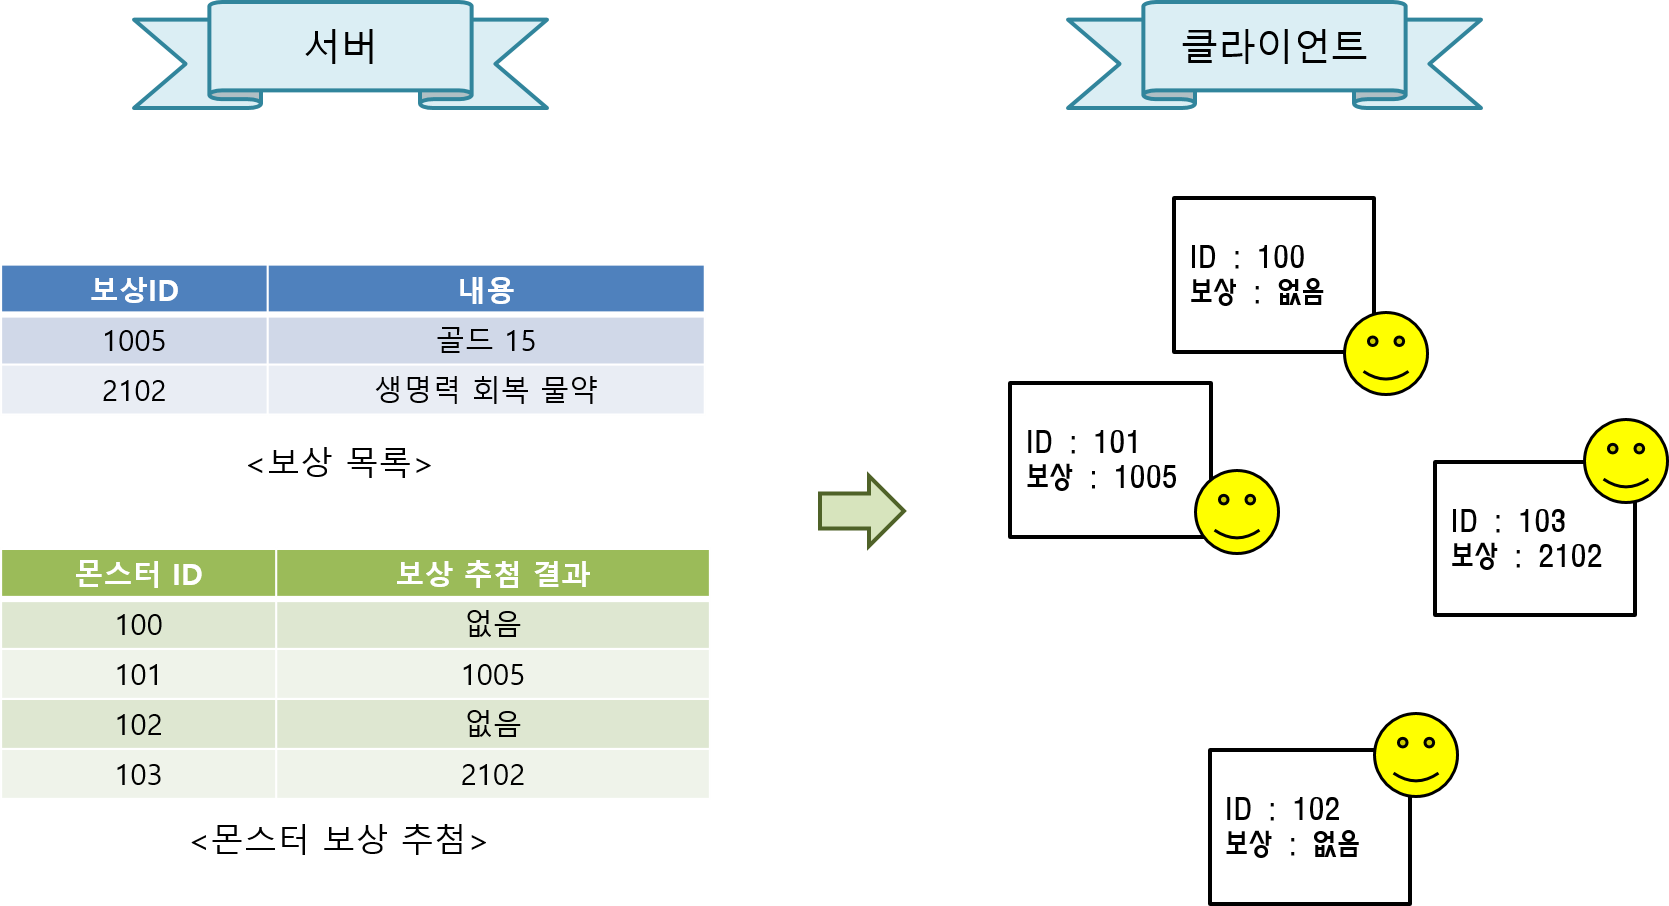 서버
클라이언트
보상ID 내용
1005 골드 15
2102 생명력 회복 물약
<보상 목록>
몬스터 ID 보상 추첨 결과
100 없음
101 1005
102 없음
103 2102
<몬스터 보상 추첨>
ID : 100
보상 : 없음
ID : 101
보상 : 1005
ID : 103
보상 : 2102
ID : 102
보상 : 없음